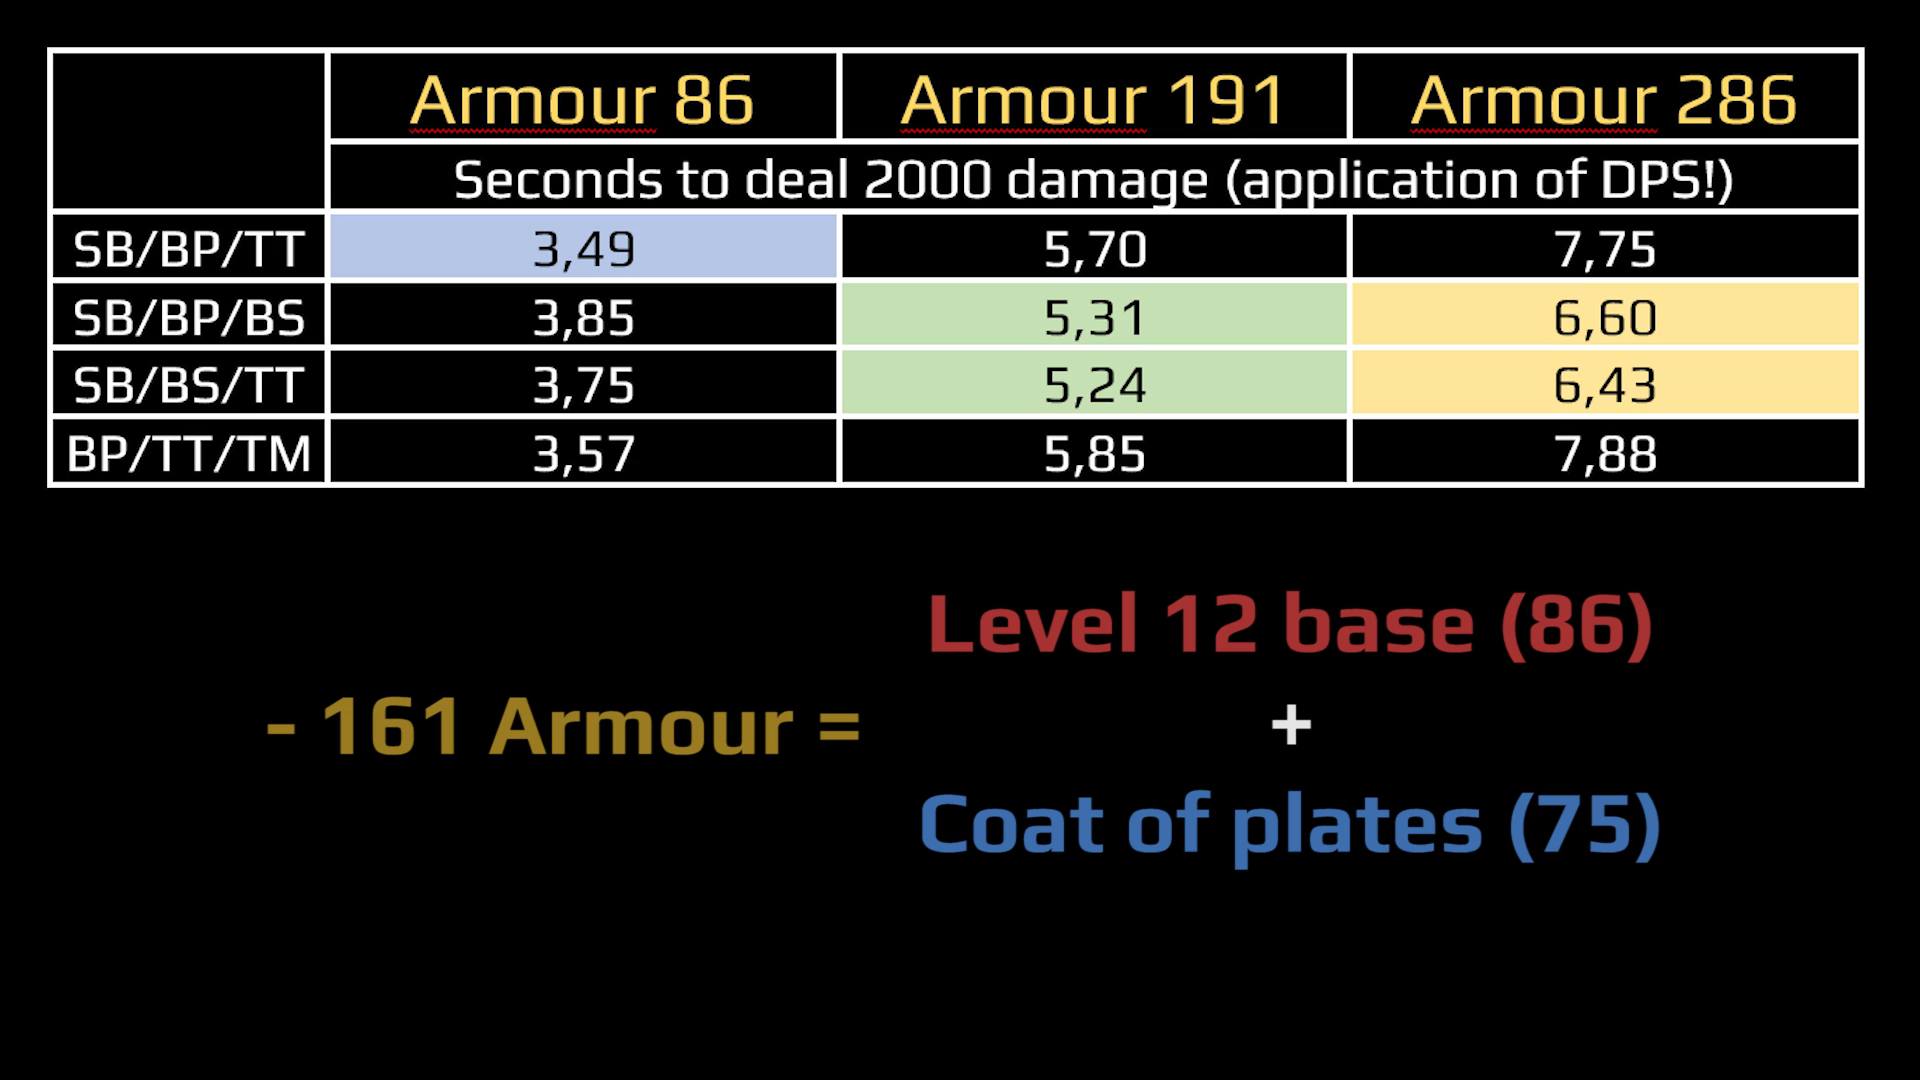 Armour 86 Armour 191 Armour 286
Seconds to deal 2000 damage (application of DPS!)
SB/BP/TT 3,49 5,70 7,75
SB/BP/BS 3,85 5,31 6,60
SB/BS/TT 3,75 5,24 6,43
BP/TT/TM 3,57 5,85 7,88
Level 12 base (86)
- 161 Armour = +
Coat of plates (75)